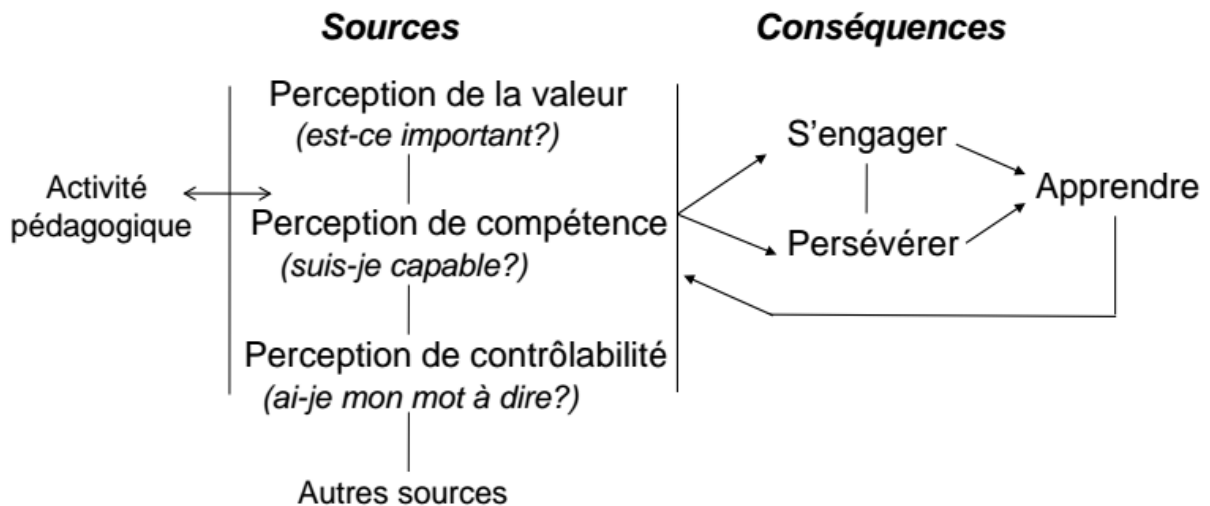 Sources
Conséquences
Perception de la valeur
(est-ce important?)
S'engager
Activité
pédagogique
Apprendre
Perception de compétence
(suis-je capable?)
Persévérer
Perception de contrôlabilité
(ai-je mon mot à dire?)
Autres sources